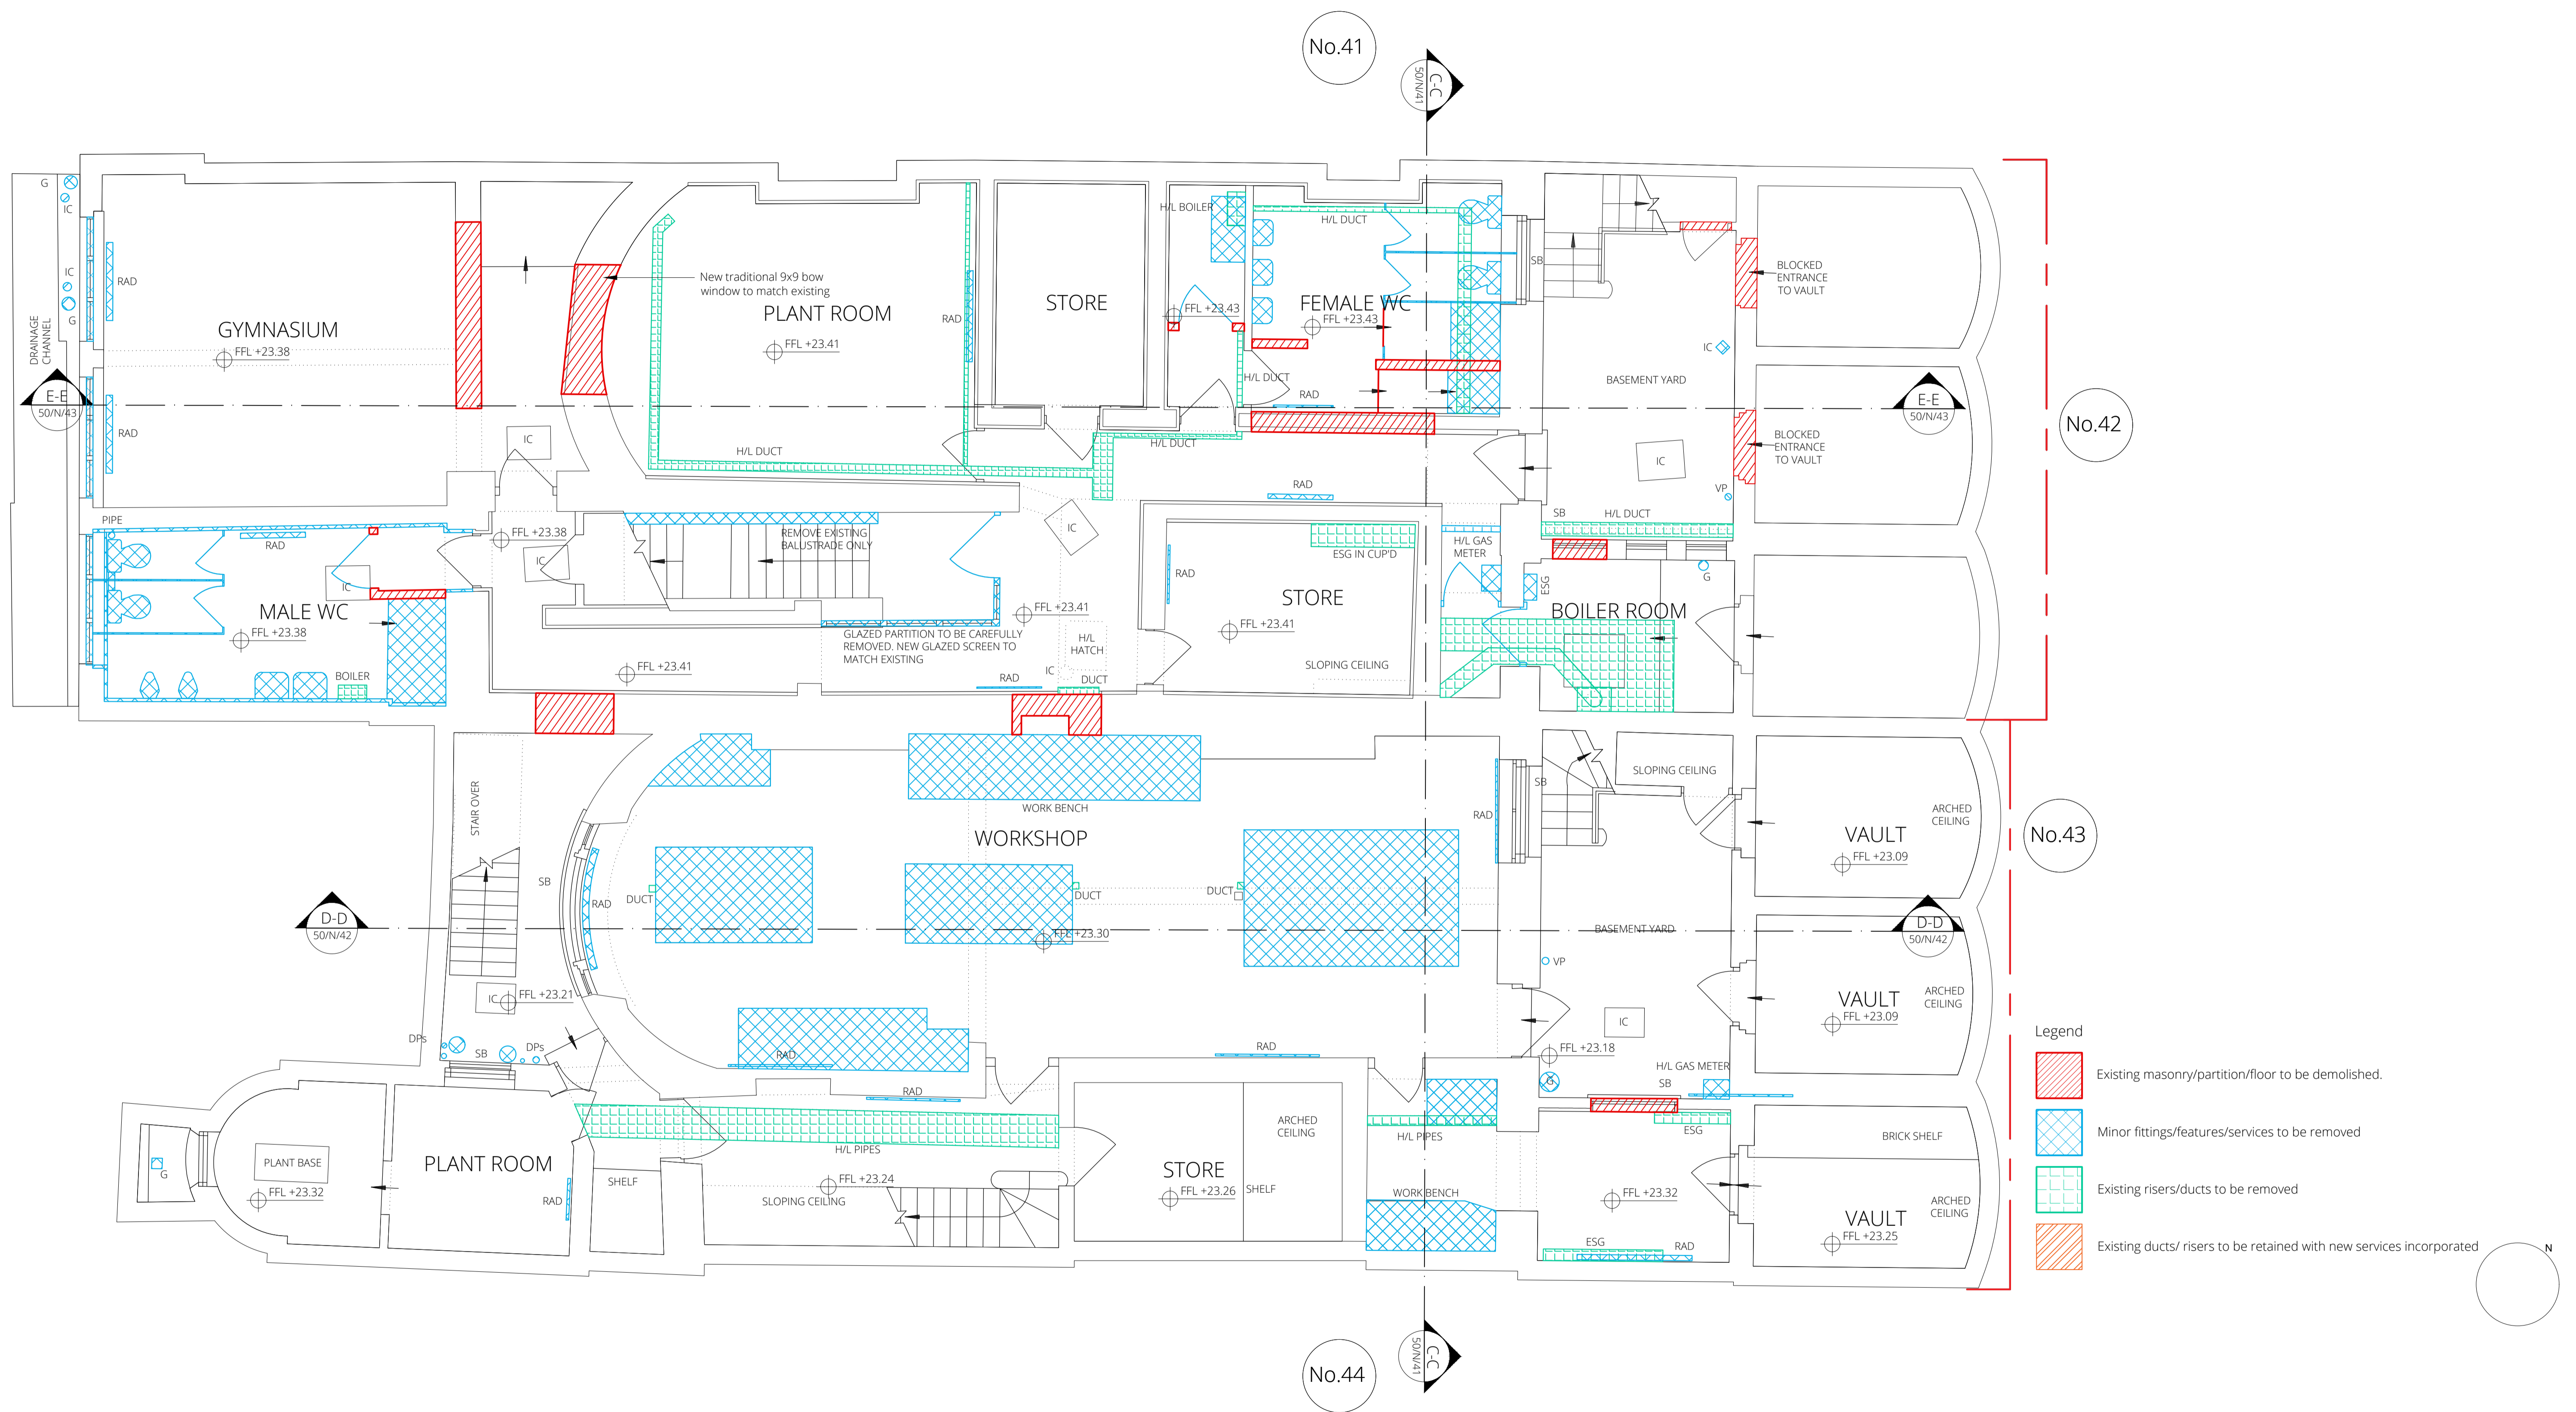 No.41
C-C
50/N/41
G
IC
IC
G
DRAINAGE
CHANNEL
RAD
GYMNASIUM
FFL +23.38
RAD
E-E
50/N/43
IC
New traditional 9x9 bow
window to match existing
PLANT ROOM
FFL +23.41
RAD
H/L DUCT
STORE
H/L BOILER
FFL +23.43
H/L DUCT
H/L DUCT
H/L DUCT
FEMALE WC
FFL +23.43
RAD
RAD
SB
BASEMENT YARD
IC
IC
VP
SB
H/L DUCT
BLOCKED
ENTRANCE
TO VAULT
BLOCKED
ENTRANCE
TO VAULT
E-E
50/N/43
No.42
PIPE
RAD
IC
MALE WC
FFL +23.38
BOILER
FFL +23.38
IC
REMOVE EXISTING
BALUSTRADE ONLY
FFL +23.41
GLAZED PARTITION TO BE CAREFULLY
REMOVED. NEW GLAZED SCREEN TO
MATCH EXISTING
IC
FFL +23.41
H/L
HATCH
IC
RAD
DUCT
RAD
ESG IN CUP'D
STORE
FFL +23.41
SLOPING CEILING
H/L GAS
METER
ESG
G
BOILER ROOM
STAIR OVER
SB
RAD
DUCT
WORK BENCH
WORKSHOP
DUCT
DUCT
FFL +23.30
RAD
SB
SLOPING CEILING
BASEMENT YARD
VP
IC
FFL +23.18
G
H/L GAS METER
SB
VAULT
FFL +23.09
ARCHED
CEILING
No.43
D-D
50/N/42
D-D
50/N/42
VAULT
FFL +23.09
ARCHED
CEILING
IC
FFL +23.21
DPs
SB
DPs
RAD
RAD
RAD
G
PLANT BASE
FFL +23.32
PLANT ROOM
RAD
SHELF
H/L PIPES
FFL +23.24
SLOPING CEILING
STORE
FFL +23.26
SHELF
ARCHED
CEILING
H/L PIPES
WORK BENCH
ESG
FFL +23.32
ESG
RAD
BRICK SHELF
VAULT
FFL +23.25
ARCHED
CEILING
Legend
Existing masonry/partition/floor to be demolished.
Minor fittings/features/services to be removed
Existing risers/ducts to be removed
Existing ducts/ risers to be retained with new services incorporated
N
No.44
C-C
50/N/41